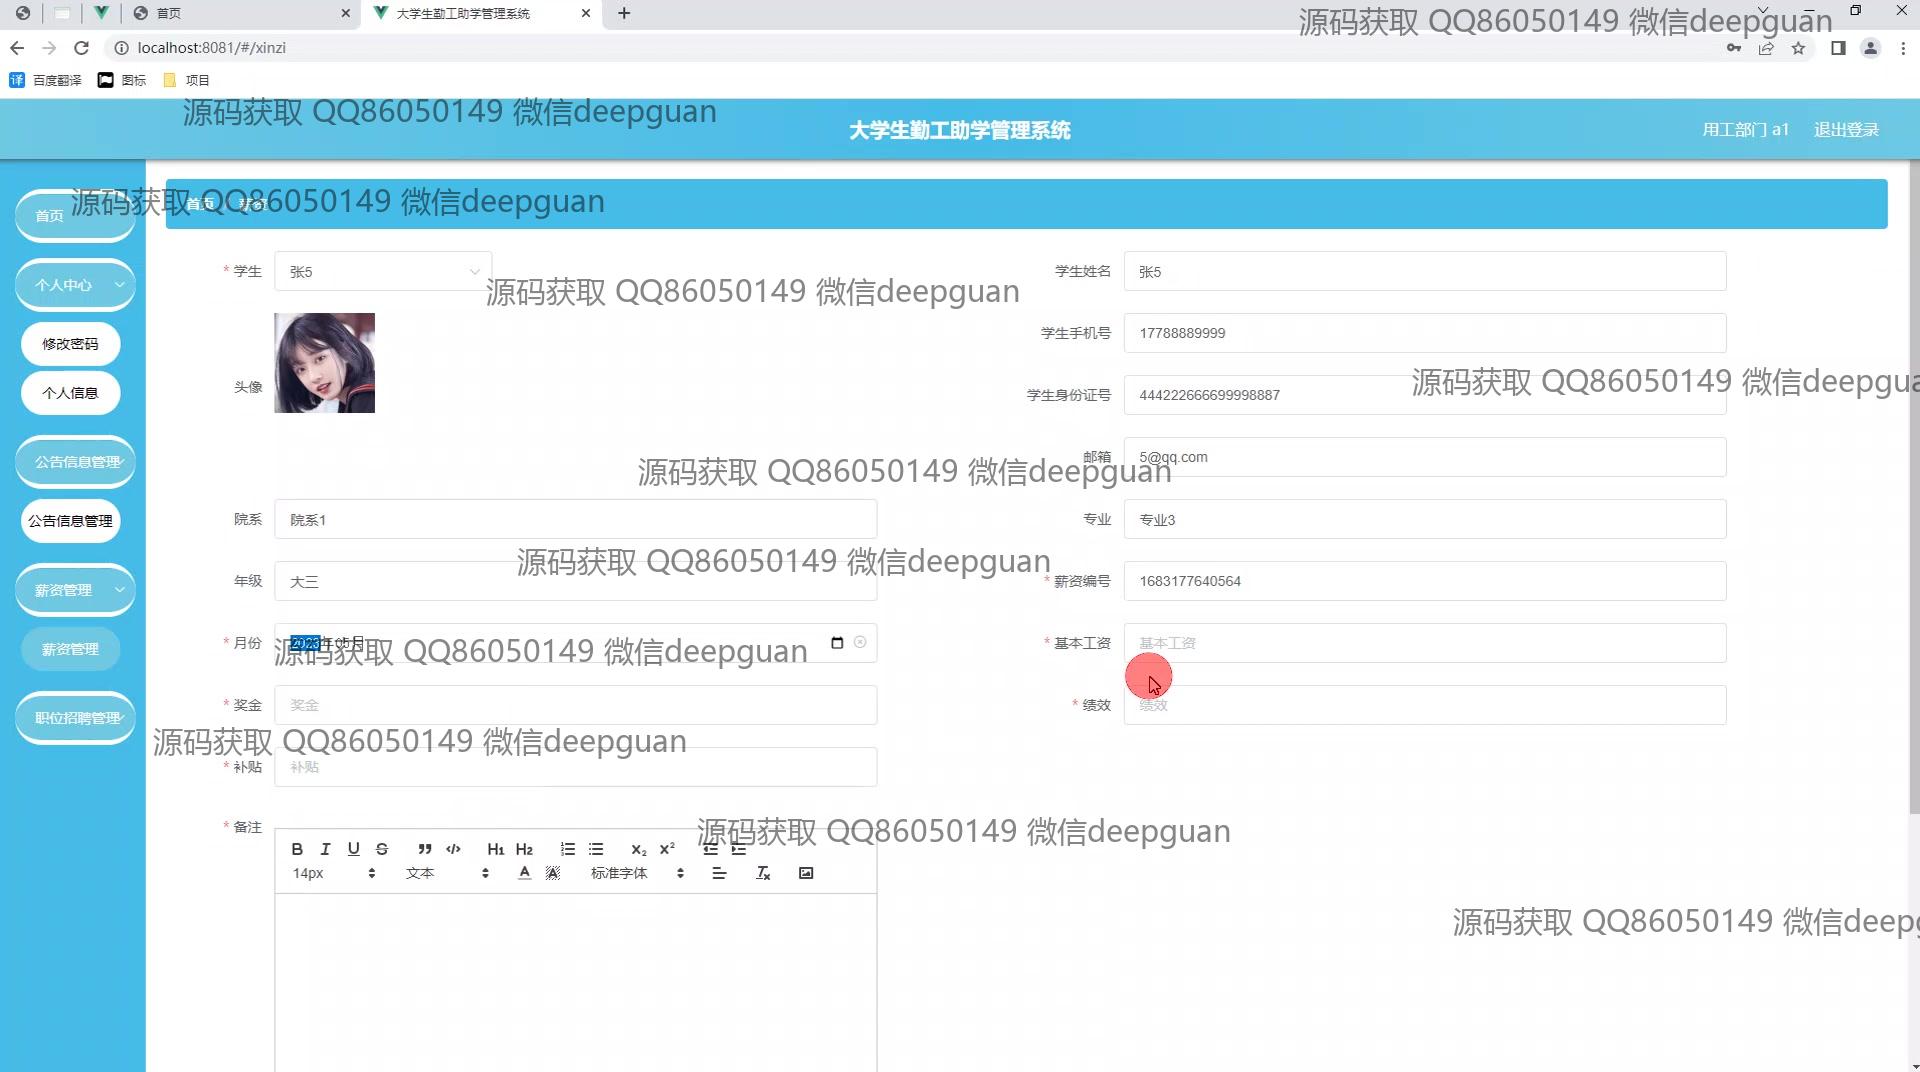 首页
大学生勤工助学管理系统
源码获取 QQ86050149 微信deepguan
localhost:8081/#/xinzi
译 百度翻译 图标 项目
源码获取 QQ86050149 微信deepguan
大学生勤工助学管理系统
用工部门 a1 退出登录
首页
源码获取 QQ86050149 微信deepguan
首页 薪资
个人中心
修改密码
个人信息
公告信息管理
公告信息管理
薪资管理
薪资管理
职位招聘管理
* 学生 张5
学生姓名 张5
源码获取 QQ86050149 微信deepguan
头像
学生手机号 17788889999
源码获取 QQ86050149 微信deepgua
学生身份证号 444222666699998887
邮箱 5@qq.com
源码获取 QQ86050149 微信deepguan
院系 院系1
专业 专业3
源码获取 QQ86050149 微信deepguan
年级 大三
* 薪资编号 1683177640564
* 月份 2023年05月
源码获取 QQ86050149 微信deepguan
* 基本工资 基本工资
* 奖金 奖金
* 绩效 绩效
源码获取 QQ86050149 微信deepguan
* 补贴 补贴
* 备注
源码获取 QQ86050149 微信deepguan
B I U S H1 H2 X2 X2
14px 文本 A A 标准字体 Tx
源码获取 QQ86050149 微信deepg